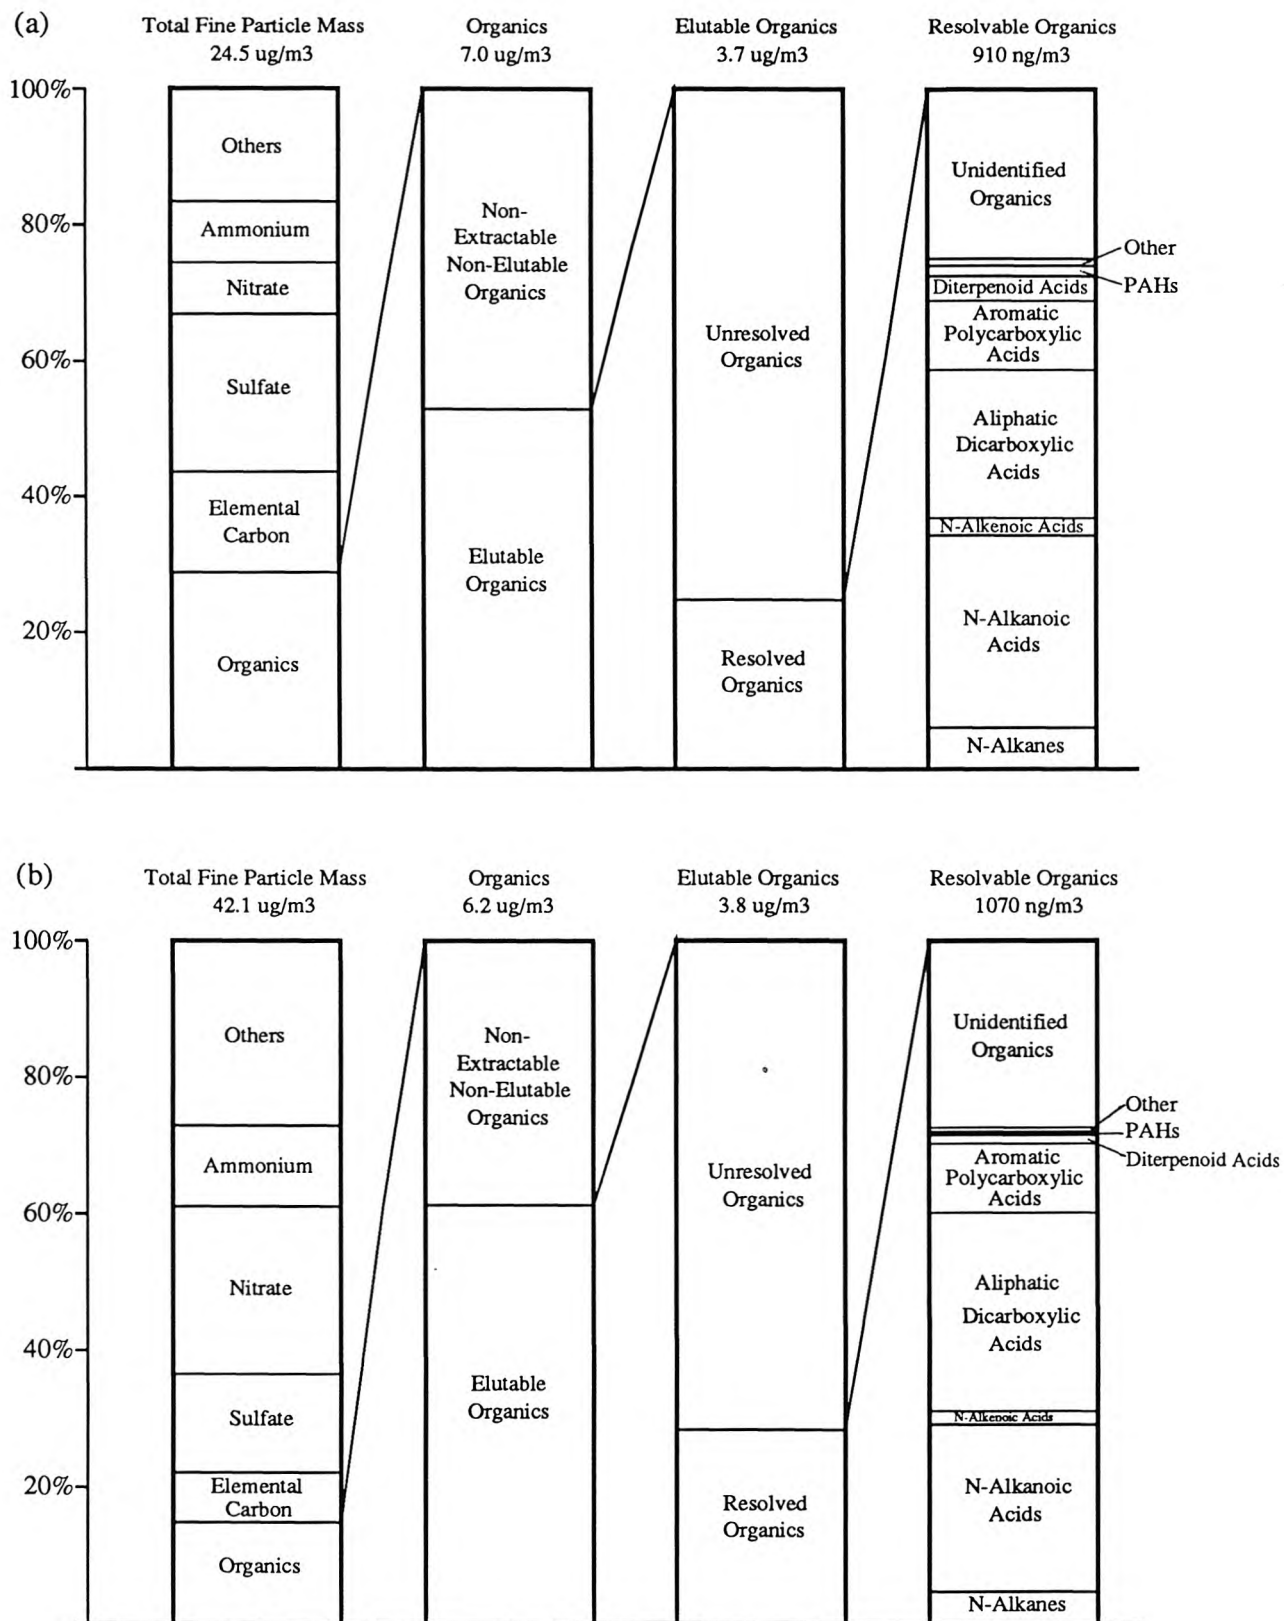 (a)
Total Fine Particle Mass
24.5 ug/m3
Organics
7.0 ug/m3
Elutable Organics
3.7 ug/m3
Resolvable Organics
910 ng/m3
100%
80%
60%
40%
20%
Others
Ammonium
Nitrate
Sulfate
Elemental
Carbon
Organics
Non-
Extractable
Non-Elutable
Organics
Elutable
Organics
Unresolved
Organics
Resolved
Organics
Unidentified
Organics
Other
PAHs
Diterpenoid Acids
Aromatic
Polycarboxylic
Acids
Aliphatic
Dicarboxylic
Acids
N-Alkenoic Acids
N-Alkanoic
Acids
N-Alkanes
(b)
Total Fine Particle Mass
42.1 ug/m3
Organics
6.2 ug/m3
Elutable Organics
3.8 ug/m3
Resolvable Organics
1070 ng/m3
100%
80%
60%
40%
20%
Others
Ammonium
Nitrate
Sulfate
Elemental
Carbon
Organics
Non-
Extractable
Non-Elutable
Organics
Elutable
Organics
Unresolved
Organics
Resolved
Organics
Unidentified
Organics
Other
PAHs
Diterpenoid Acids
Aromatic
Polycarboxylic
Acids
Aliphatic
Dicarboxylic
Acids
N-Alkenoic Acids
N-Alkanoic
Acids
N-Alkanes